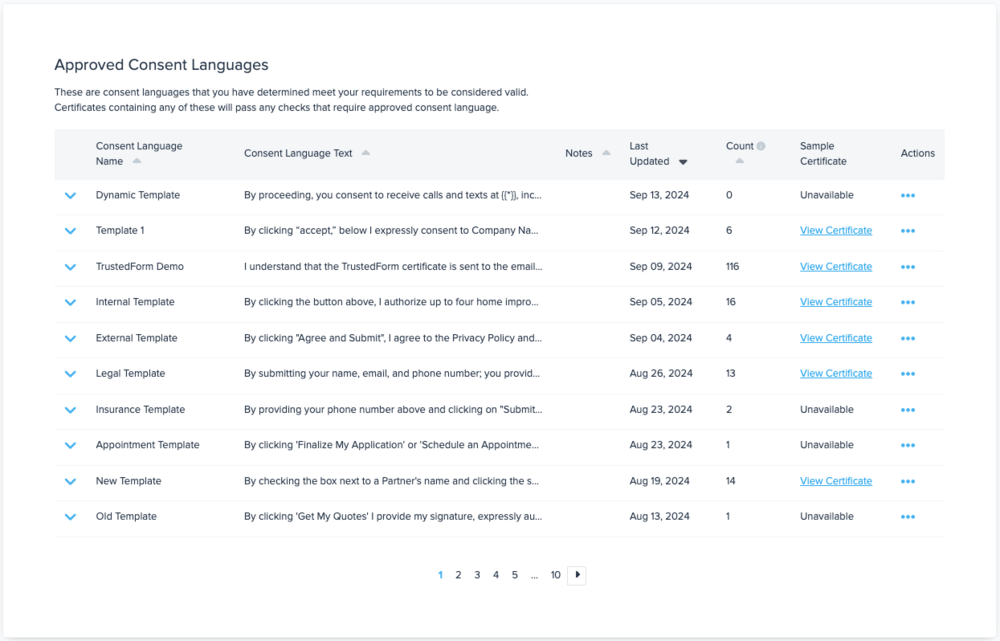 Approved Consent Languages
These are consent languages that you have determined meet your requirements to be considered valid.
Certificates containing any of these will pass any checks that require approved consent language.
Consent Language Name Consent Language Text Notes Last Updated Count Sample Certificate Actions
Dynamic Template By proceeding, you consent to receive calls and texts at {{*}}, inc... Sep 13, 2024 0 Unavailable
Template 1 By clicking “accept,” below I expressly consent to Company Na... Sep 12, 2024 6 View Certificate
TrustedForm Demo I understand that the TrustedForm certificate is sent to the email... Sep 09, 2024 116 View Certificate
Internal Template By clicking the button above, I authorize up to four home impro... Sep 05, 2024 16 View Certificate
External Template By clicking "Agree and Submit", I agree to the Privacy Policy and... Sep 04, 2024 4 View Certificate
Legal Template By submitting your name, email, and phone number; you provid... Aug 26, 2024 13 View Certificate
Insurance Template By providing your phone number above and clicking on "Submit... Aug 23, 2024 2 Unavailable
Appointment Template By clicking 'Finalize My Application' or 'Schedule an Appointme... Aug 23, 2024 1 Unavailable
New Template By checking the box next to a Partner's name and clicking the s... Aug 19, 2024 14 View Certificate
Old Template By clicking 'Get My Quotes' I provide my signature, expressly au... Aug 13, 2024 1 Unavailable
1 2 3 4 5 ... 10